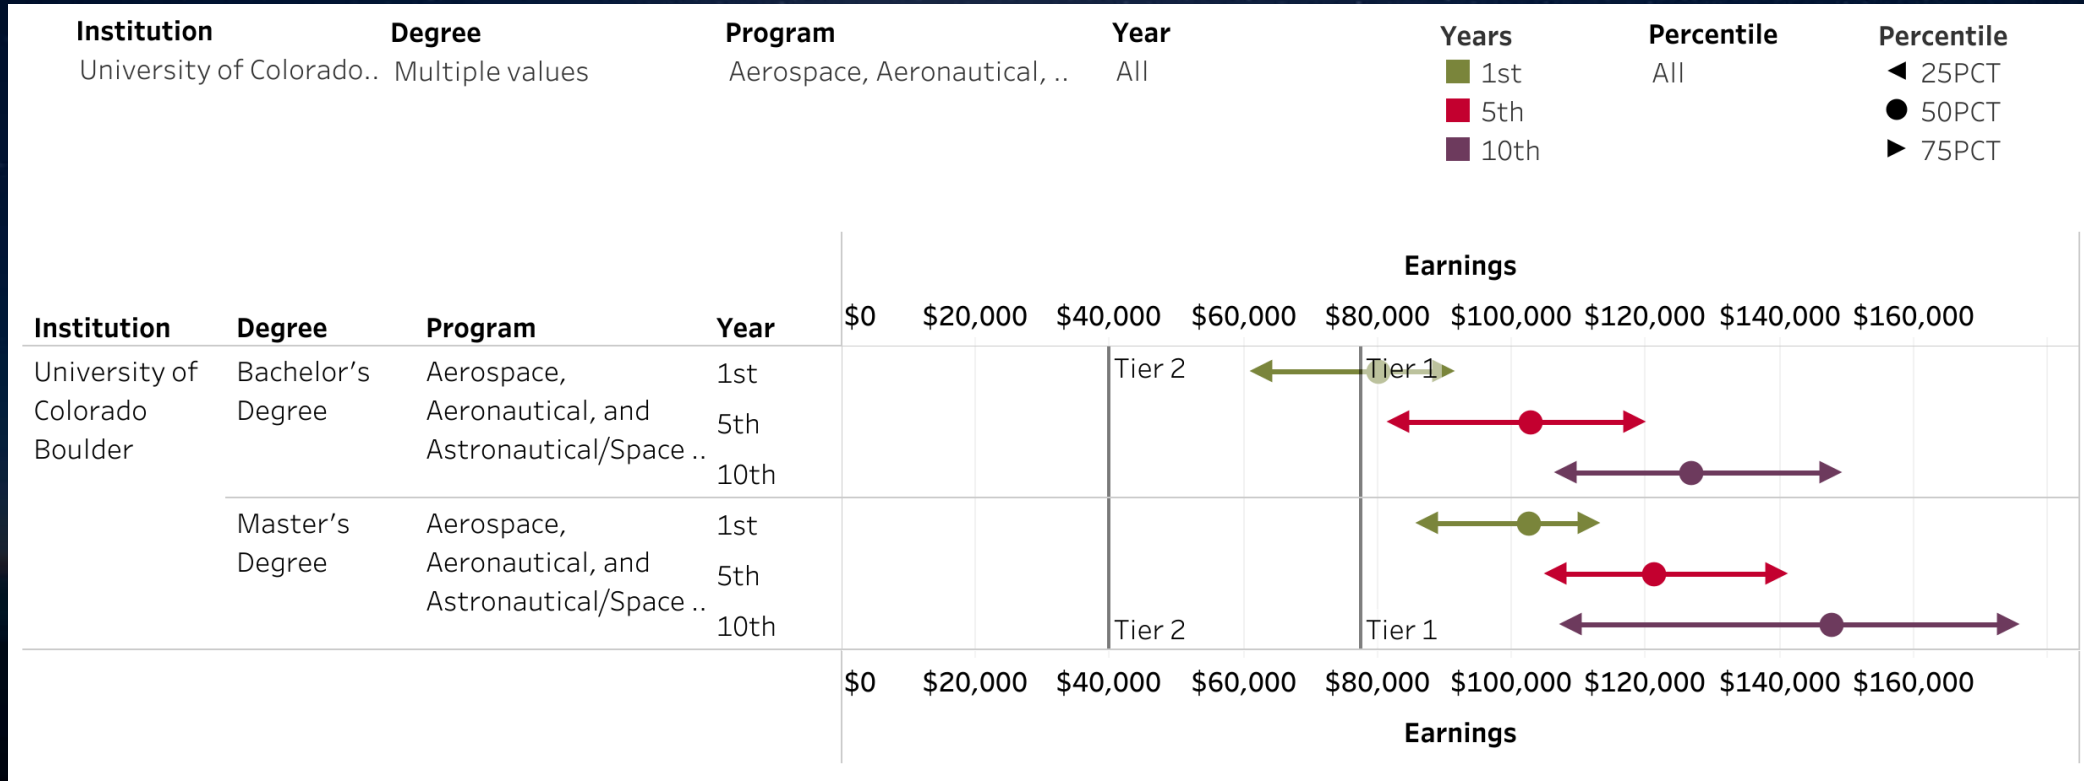 Institution Degree Program Year Years Percentile Percentile
University of Colorado.. Multiple values Aerospace, Aeronautical, .. All 1st All 25PCT
5th 50PCT
10th 75PCT
Earnings
$0 $20,000 $40,000 $60,000 $80,000 $100,000 $120,000 $140,000 $160,000
Institution Degree Program Year
University of Bachelor's Aerospace, 1st Tier 2 Tier 1
Colorado Degree Aeronautical, and 5th
Boulder Astronautical/Space .. 10th
Master's Aerospace, 1st
Degree Aeronautical, and 5th
Astronautical/Space .. 10th Tier 2 Tier 1
$0 $20,000 $40,000 $60,000 $80,000 $100,000 $120,000 $140,000 $160,000
Earnings